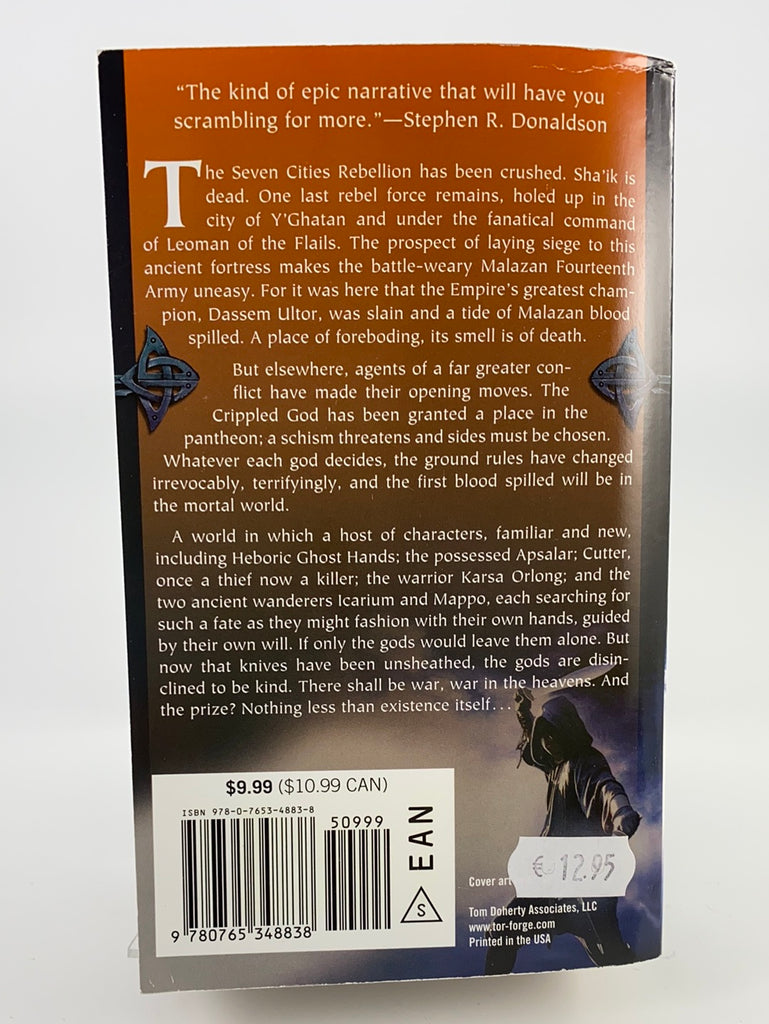 “The kind of epic narrative that will have you
scrambling for more.”—Stephen R. Donaldson
The Seven Cities Rebellion has been crushed. Sha’ik is
dead. One last rebel force remains, holed up in the
city of Y’Ghatan and under the fanatical command
of Leoman of the Flails. The prospect of laying siege to this
ancient fortress makes the battle-weary Malazan Fourteenth
Army uneasy. For it was here that the Empire’s greatest cham-
pion, Dassem Ultor, was slain and a tide of Malazan blood
spilled. A place of foreboding, its smell is of death.
But elsewhere, agents of a far greater con-
flict have made their opening moves. The
Crippled God has been granted a place in the
pantheon; a schism threatens and sides must be chosen.
Whatever each god decides, the ground rules have changed
irrevocably, terrifyingly, and the first blood spilled will be in
the mortal world.
A world in which a host of characters, familiar and new,
including Heboric Ghost Hands; the possessed Apsalar; Cutter,
once a thief now a killer; the warrior Karsa Orlong; and the
two ancient wanderers Icarium and Mappo, each searching for
such a fate as they might fashion with their own hands, guided
by their own will. If only the gods would leave them alone. But
now that knives have been unsheathed, the gods are disin-
clined to be kind. There shall be war, war in the heavens. And
the prize? Nothing less than existence itself...
$9.99 ($10.99 CAN)
ISBN 978-0-7653-4883-8
50999
EAN
S
9 780765 348838
Cover art
€ 12.95
Tom Doherty Associates, LLC
www.tor-forge.com
Printed in the USA